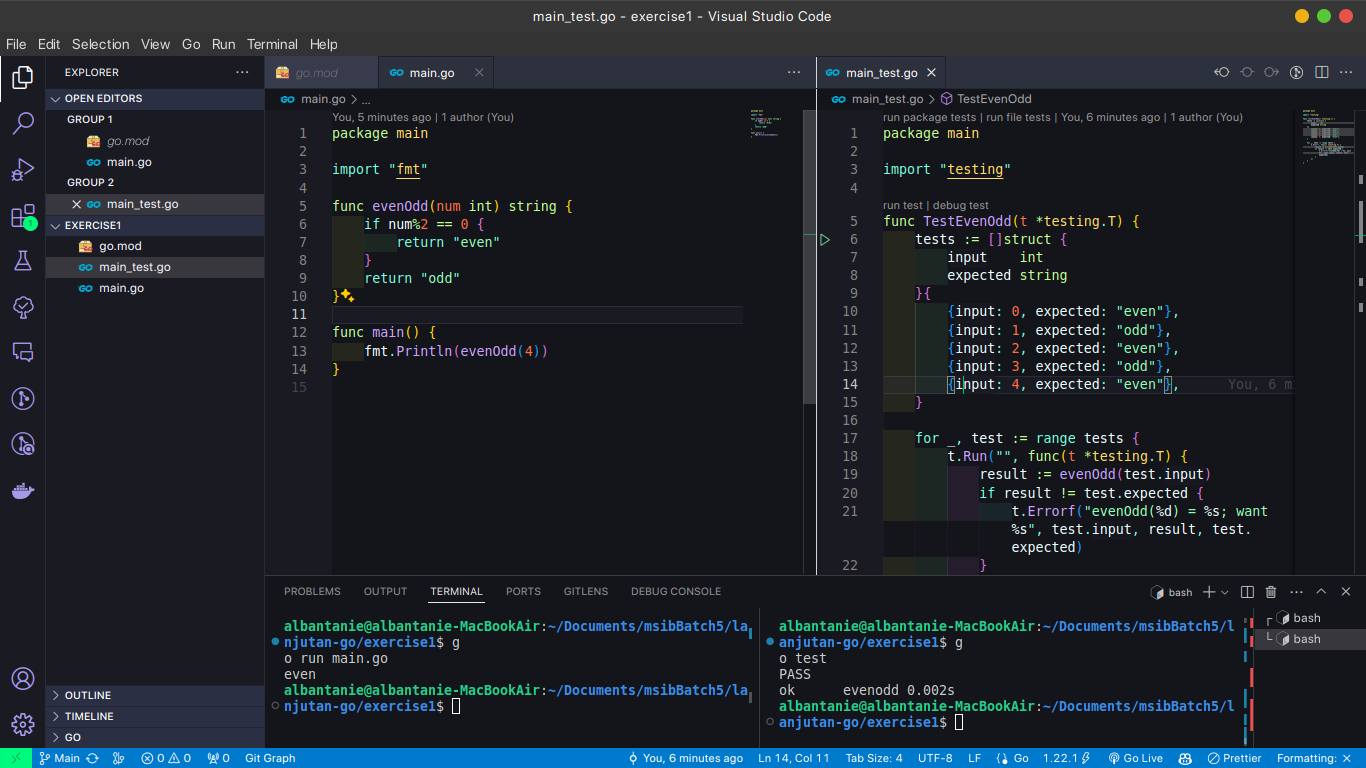 main_test.go - exercise1 - Visual Studio Code
File Edit Selection View Go Run Terminal Help
EXPLORER
OPEN EDITORS
GROUP 1
go.mod
main.go
GROUP 2
main_test.go
EXERCISE1
go.mod
main_test.go
main.go
OUTLINE
TIMELINE
GO
1
go.mod
main.go
main.go > ...
You, 5 minutes ago | 1 author (You)
1 package main
2
3 import "fmt"
4
5 func evenOdd(num int) string {
6 if num%2 == 0 {
7 return "even"
8 }
9 return "odd"
10 }
11
12 func main() {
13 fmt.Println(evenOdd(4))
14 }
15
main_test.go
main_test.go > TestEvenOdd
run package tests | run file tests | You, 6 minutes ago | 1 author (You)
1 package main
2
3 import "testing"
4
run test | debug test
5 func TestEvenOdd(t *testing.T) {
6 tests := []struct {
7 input int
8 expected string
9 }{
10 {input: 0, expected: "even"},
11 {input: 1, expected: "odd"},
12 {input: 2, expected: "even"},
13 {input: 3, expected: "odd"},
14 {input: 4, expected: "even"}, You, 6 m
15 }
16
17 for _, test := range tests {
18 t.Run("", func(t *testing.T) {
19 result := evenOdd(test.input)
20 if result != test.expected {
21 t.Errorf("evenOdd(%d) = %s; want
%s", test.input, result, test.
expected)
22 }
PROBLEMS OUTPUT TERMINAL PORTS GITLENS DEBUG CONSOLE
bash
albantanie@albantanie-MacBookAir:~/Documents/msibBatch5/la
njutan-go/exercise1$ g
o run main.go
even
albantanie@albantanie-MacBookAir:~/Documents/msibBatch5/la
njutan-go/exercise1$
albantanie@albantanie-MacBookAir:~/Documents/msibBatch5/l
anjutan-go/exercise1$ g
o test
PASS
ok evenodd 0.002s
albantanie@albantanie-MacBookAir:~/Documents/msibBatch5/l
anjutan-go/exercise1$
bash
bash
Main 0 0 0 Git Graph You, 6 minutes ago Ln 14, Col 11 Tab Size: 4 UTF-8 LF {} Go 1.22.1 Go Live Prettier Formatting: ×